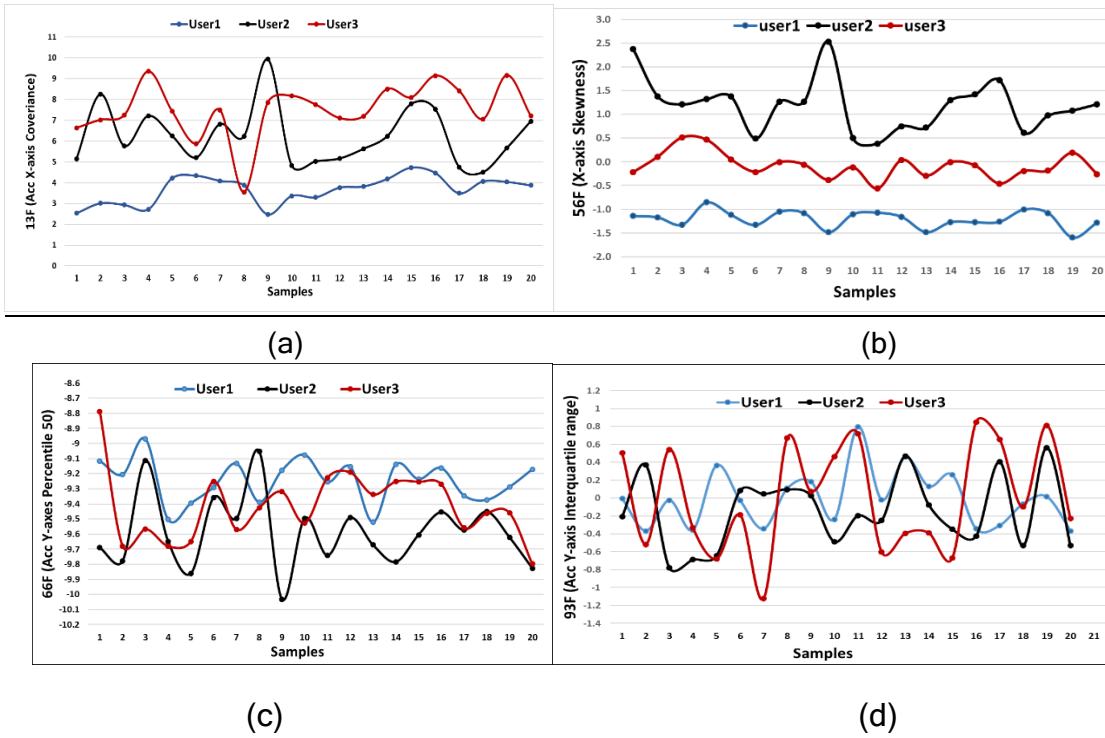 User1 User2 User3
13F (Acc X-axis Coveriance)
13
12
11
10
9
8
7
6
5
4
3
2
1
0
1 2 3 4 5 6 7 8 9 10 11 12 13 14 15 16 17 18 19 20
Samples
(a)
user1 user2 user3
56F (X-axis Skewness)
3.0
2.5
2.0
1.5
1.0
0.5
0.0
-0.5
-1.0
-1.5
-2.0
1 2 3 4 5 6 7 8 9 10 11 12 13 14 15 16 17 18 19 20
Samples
(b)
User1 User2 User3
66F (Acc Y-axes Percentile 50)
-8.6
-8.7
-8.8
-8.9
-9
-9.1
-9.2
-9.3
-9.4
-9.5
-9.6
-9.7
-9.8
-9.9
-10
-10.1
-10.2
1 2 3 4 5 6 7 8 9 10 11 12 13 14 15 16 17 18 19 20
Samples
(c)
User1 User2 User3
93F (Acc Y-axis Interquartile range)
1.2
1
0.8
0.6
0.4
0.2
0
-0.2
-0.4
-0.6
-0.8
-1
-1.2
-1.4
1 2 3 4 5 6 7 8 9 10 11 12 13 14 15 16 17 18 19 20 21
Samples
(d)